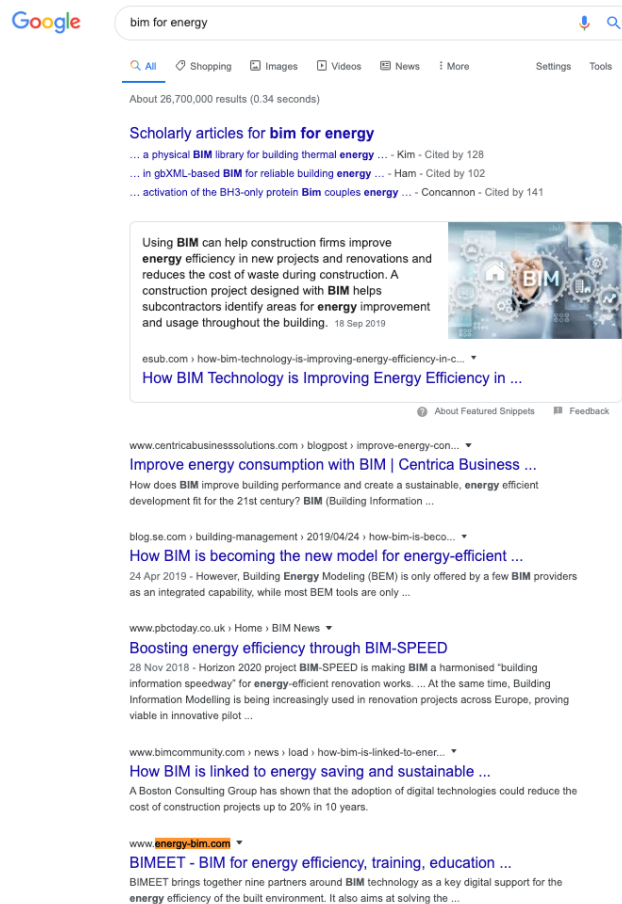 Google
bim for energy
All Shopping Images Videos News More Settings Tools
About 26,700,000 results (0.34 seconds)
Scholarly articles for bim for energy
... a physical BIM library for building thermal energy ... - Kim - Cited by 128
... in gbXML-based BIM for reliable building energy ... - Ham - Cited by 102
... activation of the BH3-only protein Bim couples energy ... - Concannon - Cited by 141
Using BIM can help construction firms improve
energy efficiency in new projects and renovations and
reduces the cost of waste during construction. A
construction project designed with BIM helps
subcontractors identify areas for energy improvement
and usage throughout the building. 18 Sep 2019
BIM
esub.com › how-bim-technology-is-improving-energy-efficiency-in-c...
How BIM Technology is Improving Energy Efficiency in ...
About Featured Snippets Feedback
www.centricabusinesssolutions.com › blogpost › improve-energy-con...
Improve energy consumption with BIM | Centrica Business ...
How does BIM improve building performance and create a sustainable, energy efficient
development fit for the 21st century? BIM (Building Information ...
blog.se.com › building-management › 2019/04/24 › how-bim-is-beco...
How BIM is becoming the new model for energy-efficient ...
24 Apr 2019 - However, Building Energy Modeling (BEM) is only offered by a few BIM providers
as an integrated capability, while most BEM tools are only ...
www.pbctoday.co.uk › Home › BIM News
Boosting energy efficiency through BIM-SPEED
28 Nov 2018 - Horizon 2020 project BIM-SPEED is making BIM a harmonised “building
information speedway” for energy-efficient renovation works. ... At the same time, Building
Information Modelling is being increasingly used in renovation projects across Europe, proving
viable in innovative pilot ...
www.bimcommunity.com › news › load › how-bim-is-linked-to-ener...
How BIM is linked to energy saving and sustainable ...
A Boston Consulting Group has shown that the adoption of digital technologies could reduce the
cost of construction projects up to 20% in 10 years.
www.energy-bim.com
BIMEET - BIM for energy efficiency, training, education ...
BIMEET brings together nine partners around BIM technology as a key digital support for the
energy efficiency of the built environment. It also aims at solving the ...